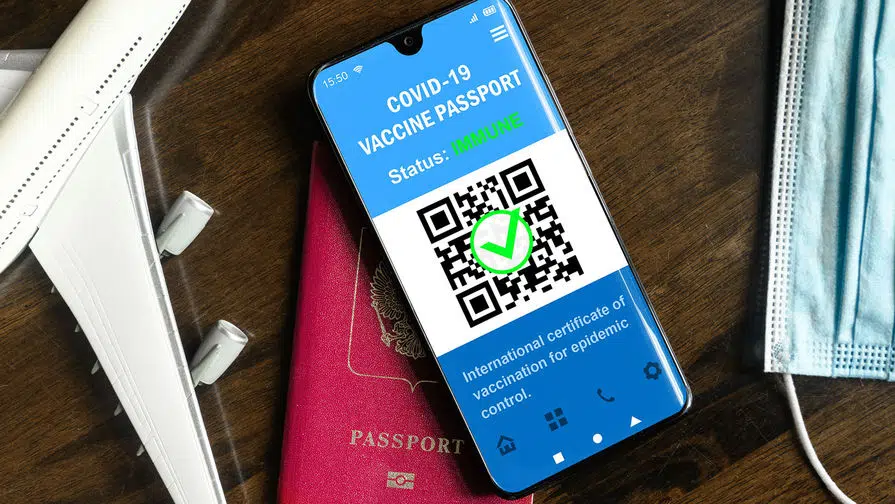 15:50
COVID-19
VACCINE PASSPORT
Status: IMMUNE
International certificate of
vaccination for epidemic
control.
PASSPORT